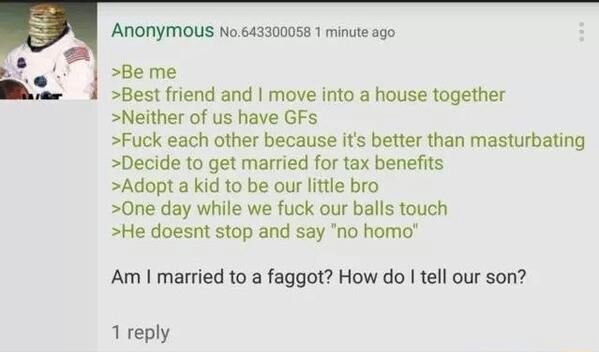 Anonymous No.643300058 1 minute ago
>Be me
>Best friend and I move into a house together
>Neither of us have GFs
>Fuck each other because it's better than masturbating
>Decide to get married for tax benefits
>Adopt a kid to be our little bro
>One day while we fuck our balls touch
>He doesnt stop and say "no homo"
Am I married to a faggot? How do I tell our son?
1 reply